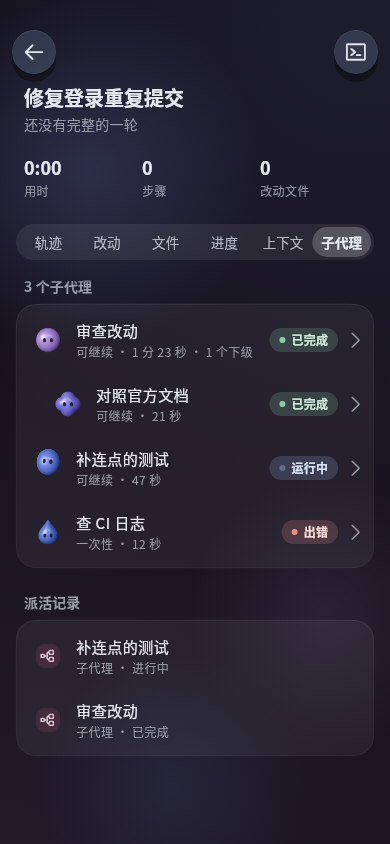 修复登录重复提交
还没有完整的一轮
0:00 0 0
用时 步骤 改动文件
轨迹 改动 文件 进度 上下文 子代理
3 个子代理
审查改动
可继续 · 1 分 23 秒 · 1 个下级
已完成
对照官方文档
可继续 · 21 秒
已完成
补连点的测试
可继续 · 47 秒
运行中
查 CI 日志
一次性 · 12 秒
出错
派活记录
补连点的测试
子代理 · 进行中
审查改动
子代理 · 已完成